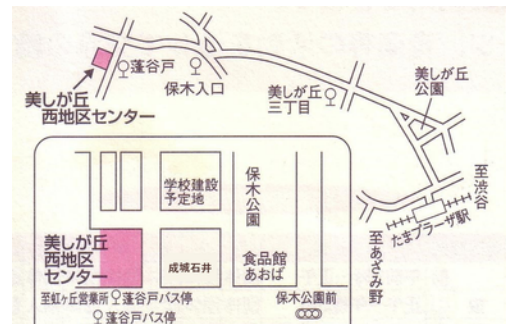 蓬谷戸
保木入口
美しが丘
西地区センター
美しが丘
三丁目
美しが丘
公園
至渋谷
たまプラーザ駅
至あざみ野
学校建設
予定地
保木公園
美しが丘
西地区
センター
成城石井
食品館
あおば
至虹ヶ丘営業所
蓬谷戸バス停
保木公園前
蓬谷戸バス停